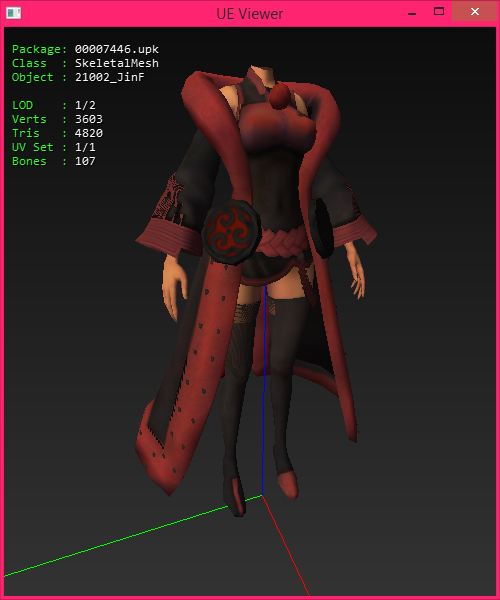 UE Viewer
Package: 00007446.upk
Class : SkeletalMesh
Object : 21002_JinF
LOD : 1/2
Verts : 3603
Tris : 4820
UV Set : 1/1
Bones : 107